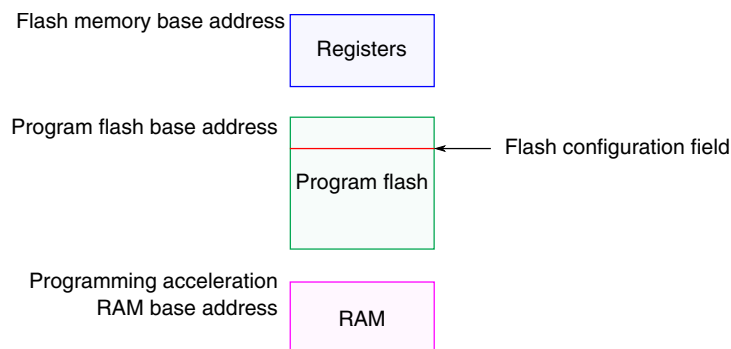 Flash memory base address
Registers
Program flash base address
Flash configuration field
Program flash
Programming acceleration
RAM base address
RAM